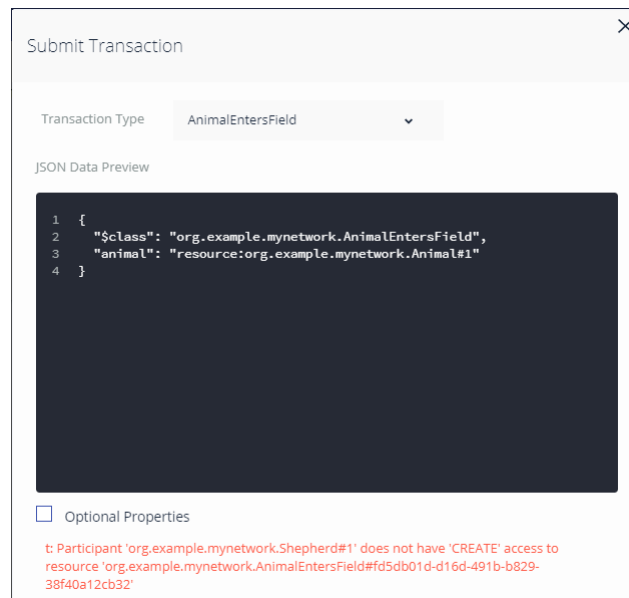 Submit Transaction
Transaction Type AnimalEntersField
JSON Data Preview
1 {
2 "$class": "org.example.mynetwork.AnimalEntersField",
3 "animal": "resource:org.example.mynetwork.Animal#1"
4 }
Optional Properties
t: Participant 'org.example.mynetwork.Shepherd#1' does not have 'CREATE' access to
resource 'org.example.mynetwork.AnimalEntersField#fd5db01d-d16d-491b-b829-
38f40a12cb32'